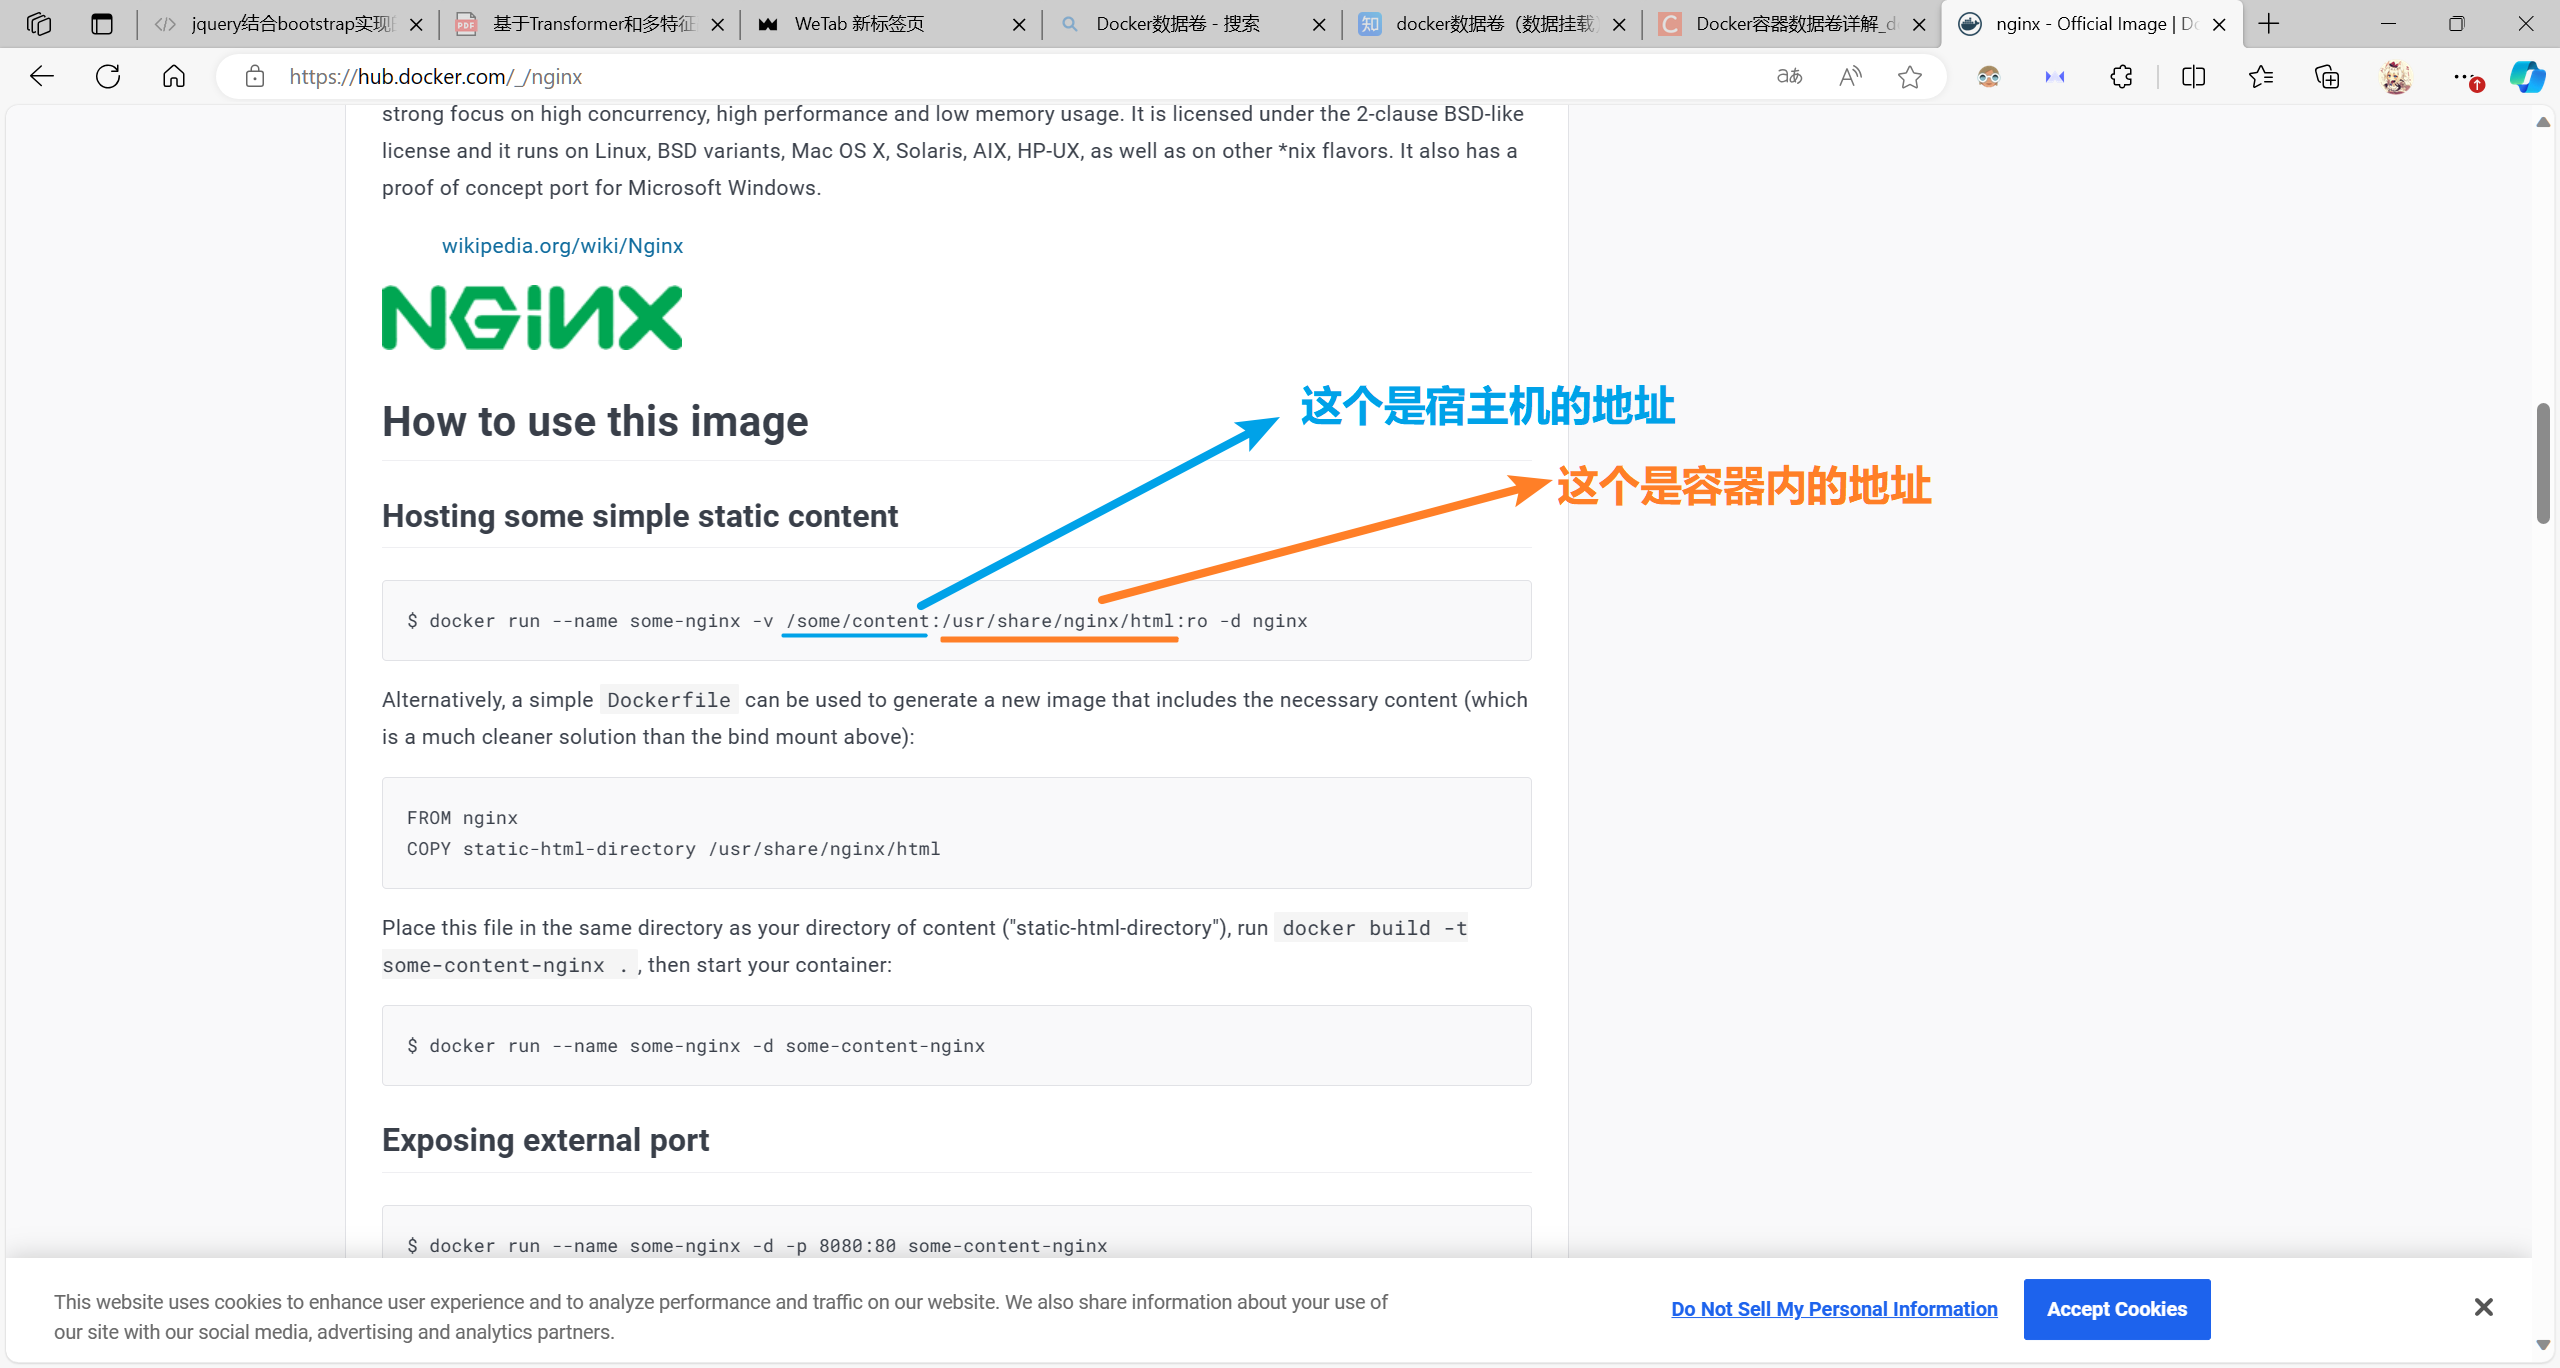 jquery结合bootstrap实现
基于Transformer和多特征
WeTab 新标签页
Docker数据卷 - 搜索
docker数据卷（数据挂载）
Docker容器数据卷详解_d
nginx - Official Image | Do
https://hub.docker.com/_/nginx
strong focus on high concurrency, high performance and low memory usage. It is licensed under the 2-clause BSD-like
license and it runs on Linux, BSD variants, Mac OS X, Solaris, AIX, HP-UX, as well as on other *nix flavors. It also has a
proof of concept port for Microsoft Windows.
wikipedia.org/wiki/Nginx
NGiNX
How to use this image
这个是宿主机的地址
这个是容器内的地址
Hosting some simple static content
$ docker run --name some-nginx -v /some/content:/usr/share/nginx/html:ro -d nginx
Alternatively, a simple Dockerfile can be used to generate a new image that includes the necessary content (which
is a much cleaner solution than the bind mount above):
FROM nginx
COPY static-html-directory /usr/share/nginx/html
Place this file in the same directory as your directory of content ("static-html-directory"), run docker build -t
some-content-nginx . , then start your container:
$ docker run --name some-nginx -d some-content-nginx
Exposing external port
$ docker run --name some-nginx -d -p 8080:80 some-content-nginx
This website uses cookies to enhance user experience and to analyze performance and traffic on our website. We also share information about your use of
our site with our social media, advertising and analytics partners.
Do Not Sell My Personal Information
Accept Cookies